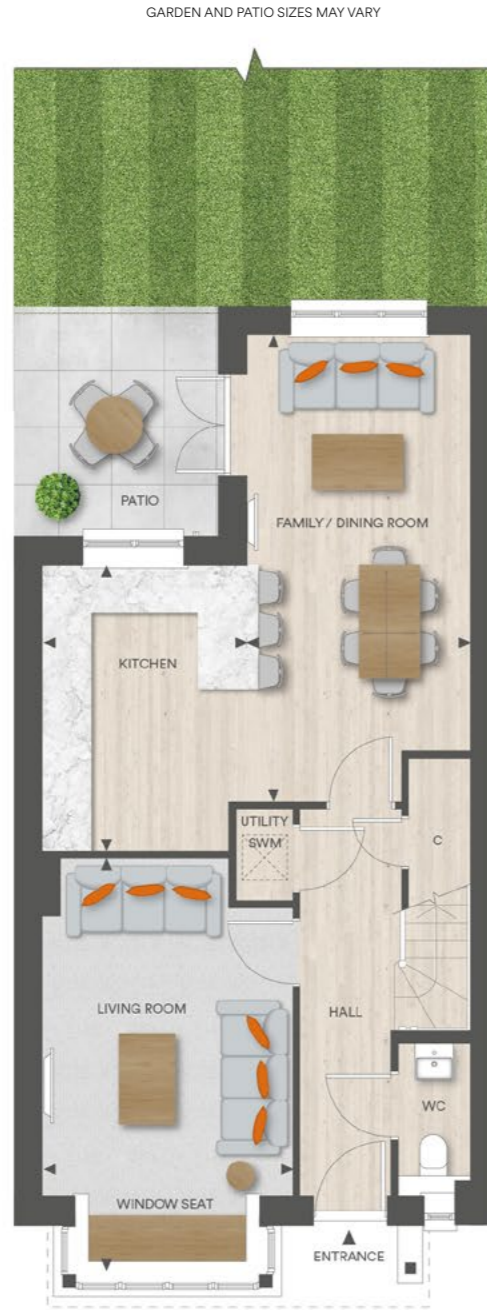 GARDEN AND PATIO SIZES MAY VARY
PATIO
FAMILY / DINING ROOM
KITCHEN
UTILITY
SWM
C
LIVING ROOM
HALL
WC
WINDOW SEAT
ENTRANCE